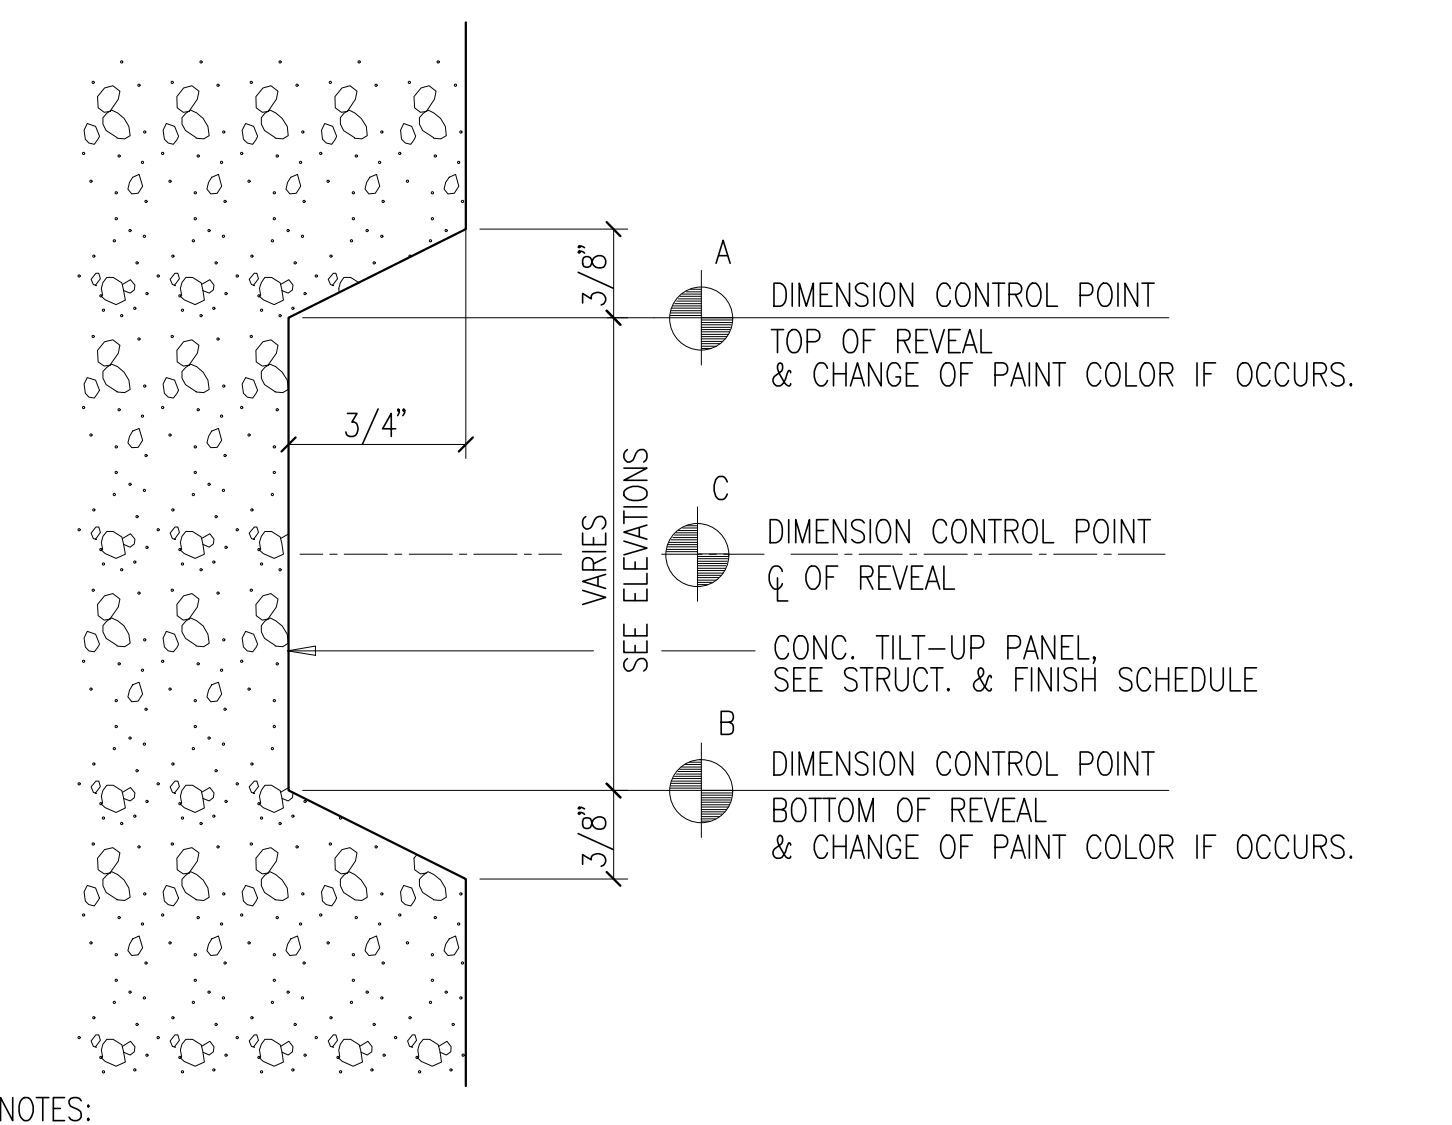 A
3/8"
DIMENSION CONTROL POINT
TOP OF REVEAL
& CHANGE OF PAINT COLOR IF OCCURS.
3/4"
C
VARIES
SEE ELEVATIONS
DIMENSION CONTROL POINT
℄ OF REVEAL
CONC. TILT-UP PANEL,
SEE STRUCT. & FINISH SCHEDULE
B
DIMENSION CONTROL POINT
3/8"
BOTTOM OF REVEAL
& CHANGE OF PAINT COLOR IF OCCURS.
NOTES: